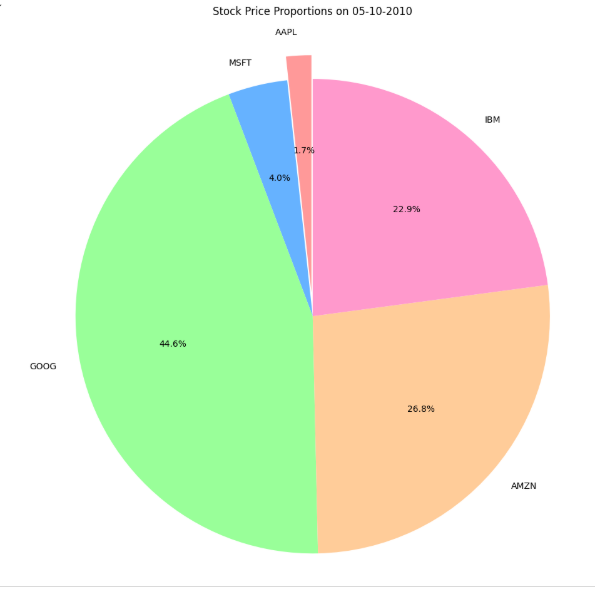 Stock Price Proportions on 05-10-2010
AAPL
MSFT
IBM
1.7%
4.0%
22.9%
44.6%
GOOG
26.8%
AMZN